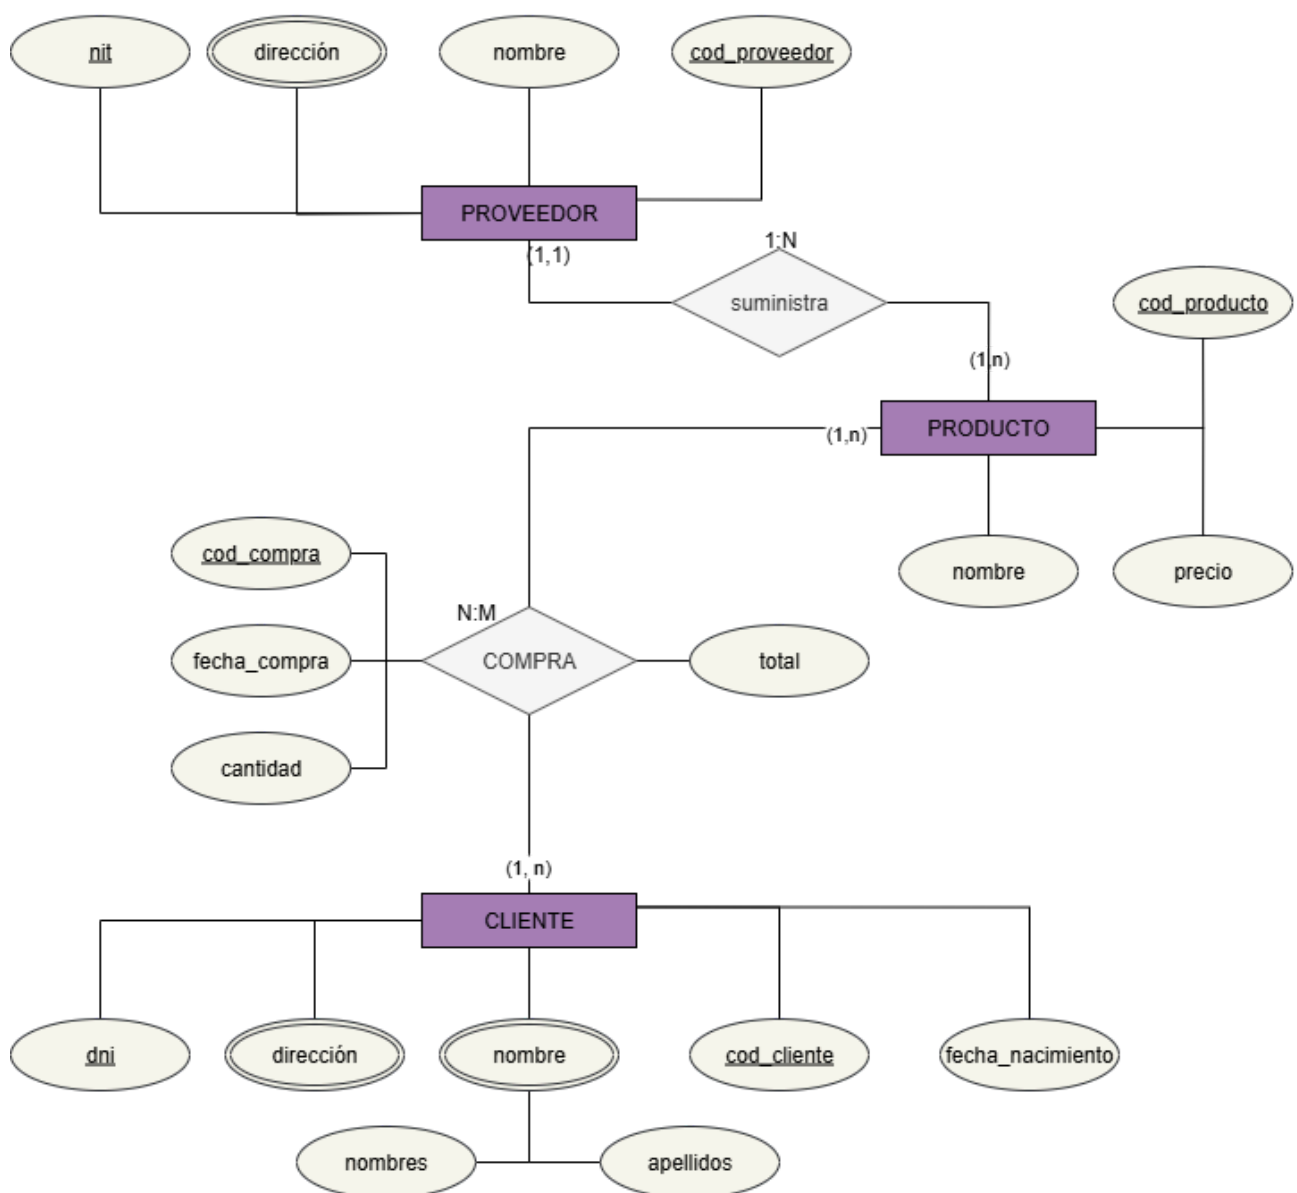 nit
dirección
nombre
cod_proveedor
PROVEEDOR
(1,1)
1:N
suministra
cod_producto
(1,n)
PRODUCTO
(1,n)
cod_compra
nombre
precio
N:M
fecha_compra
COMPRA
total
cantidad
(1, n)
CLIENTE
dni
dirección
nombre
cod_cliente
fecha_nacimiento
nombres
apellidos